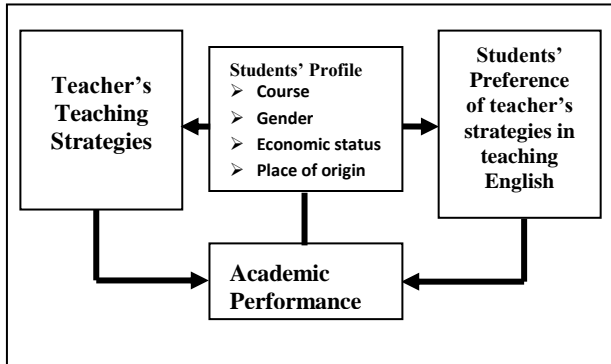 Teacher's
Teaching
Strategies
Students' Profile
➢ Course
➢ Gender
➢ Economic status
➢ Place of origin
Students'
Preference
of teacher's
strategies in
teaching
English
Academic
Performance